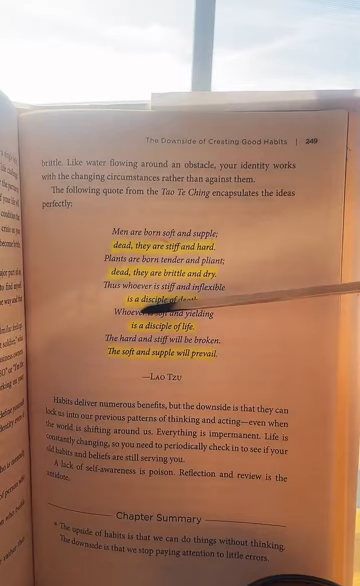 The Downside of Creating Good Habits | 249
brittle. Like water flowing around an obstacle, your identity works
with the changing circumstances rather than against them.
The following quote from the Tao Te Ching encapsulates the ideas
perfectly:
Men are born soft and supple;
dead, they are stiff and hard.
Plants are born tender and pliant;
dead, they are brittle and dry.
Thus whoever is stiff and inflexible
is a disciple of death.
Whoever is soft and yielding
is a disciple of life.
The hard and stiff will be broken.
The soft and supple will prevail.
—LAO TZU
Habits deliver numerous benefits, but the downside is that they can
lock us into our previous patterns of thinking and acting—even when
the world is shifting around us. Everything is impermanent. Life is
constantly changing, so you need to periodically check in to see if your
old habits and beliefs are still serving you.
A lack of self-awareness is poison. Reflection and review is the
antidote.
Chapter Summary
The upside of habits is that we can do things without thinking.
The downside is that we stop paying attention to little errors.